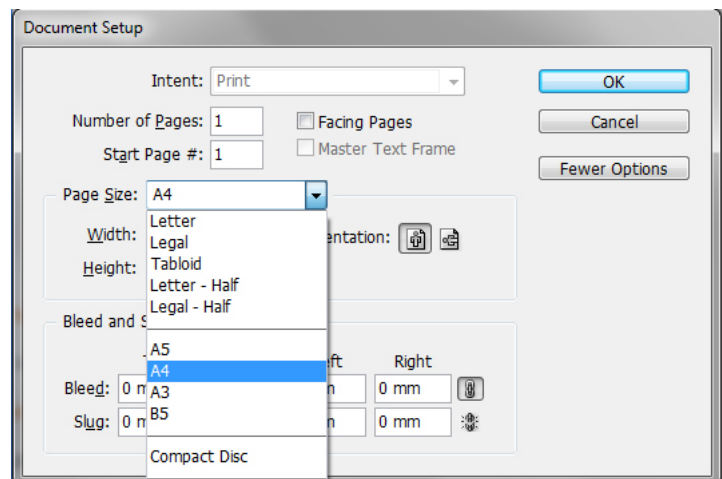 Document Setup
Intent: Print
OK
Number of Pages: 1
Facing Pages
Cancel
Start Page #: 1
Master Text Frame
Fewer Options
Page Size: A4
Letter
Width:
Legal
entation:
Tabloid
Height:
Letter - Half
Legal - Half
Bleed and S
A5
ft
Right
A4
Bleed: 0 m
0 mm
A3
Slug: 0 m
B5
0 mm
Compact Disc